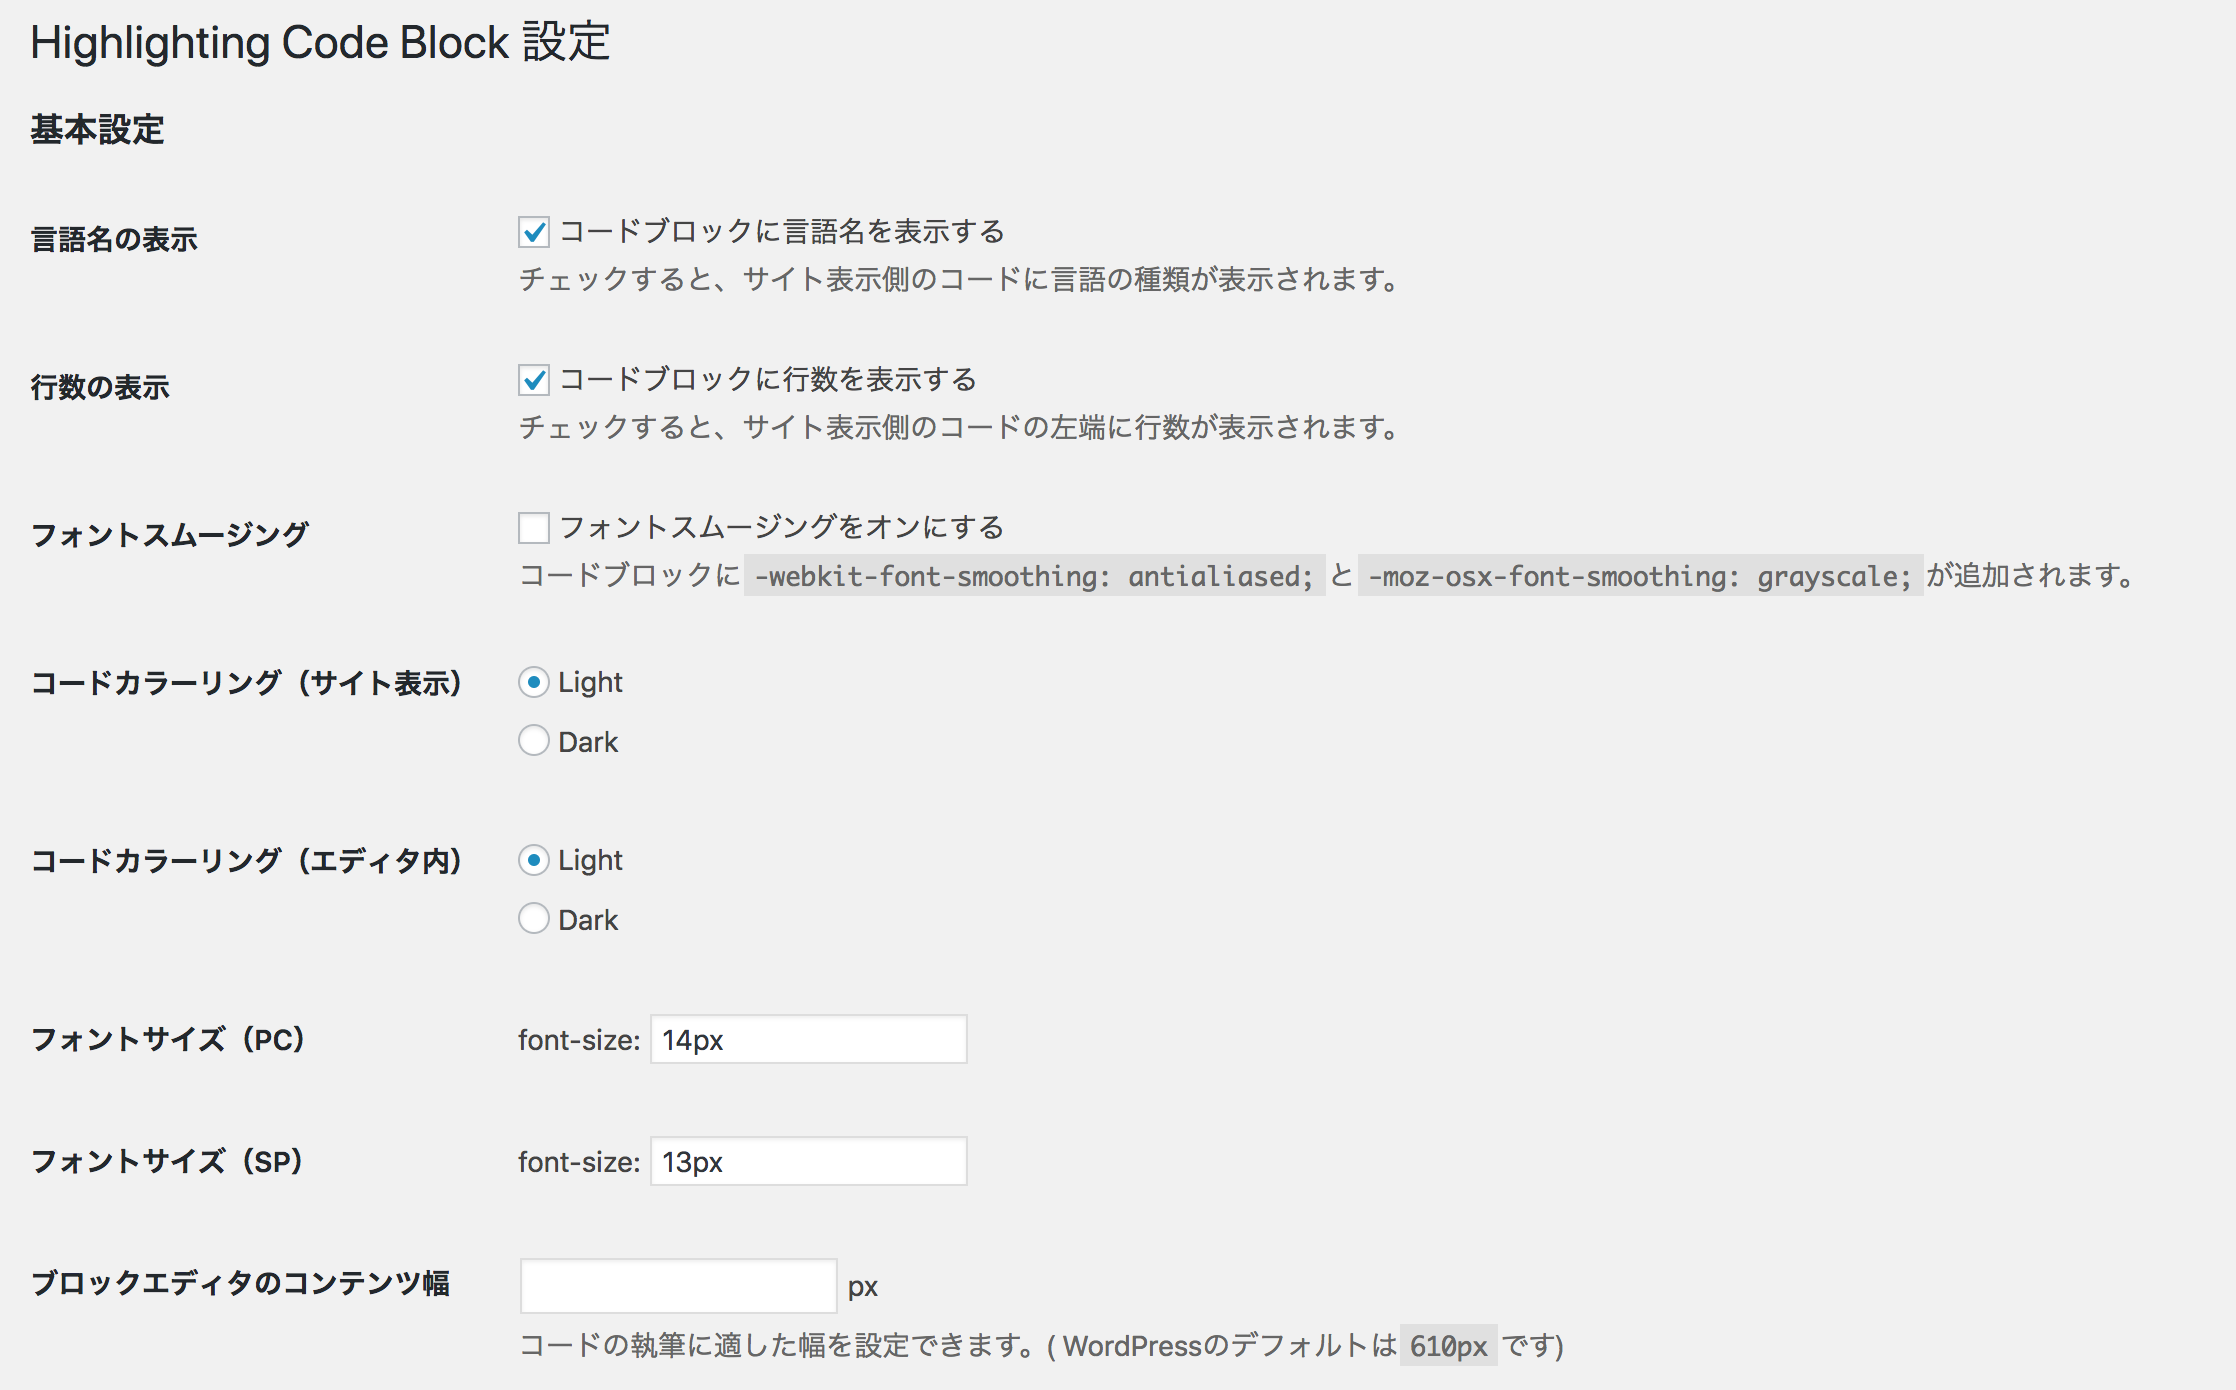 Highlighting Code Block 設定
基本設定
言語名の表示
コードブロックに言語名を表示する
チェックすると、サイト表示側のコードに言語の種類が表示されます。
行数の表示
コードブロックに行数を表示する
チェックすると、サイト表示側のコードの左端に行数が表示されます。
フォントスムージング
フォントスムージングをオンにする
コードブロックに -webkit-font-smoothing: antialiased; と -moz-osx-font-smoothing: grayscale; が追加されます。
コードカラーリング（サイト表示）
Light
Dark
コードカラーリング（エディタ内）
Light
Dark
フォントサイズ（PC）
font-size: 14px
フォントサイズ（SP）
font-size: 13px
ブロックエディタのコンテンツ幅
px
コードの執筆に適した幅を設定できます。( WordPressのデフォルトは 610px です)